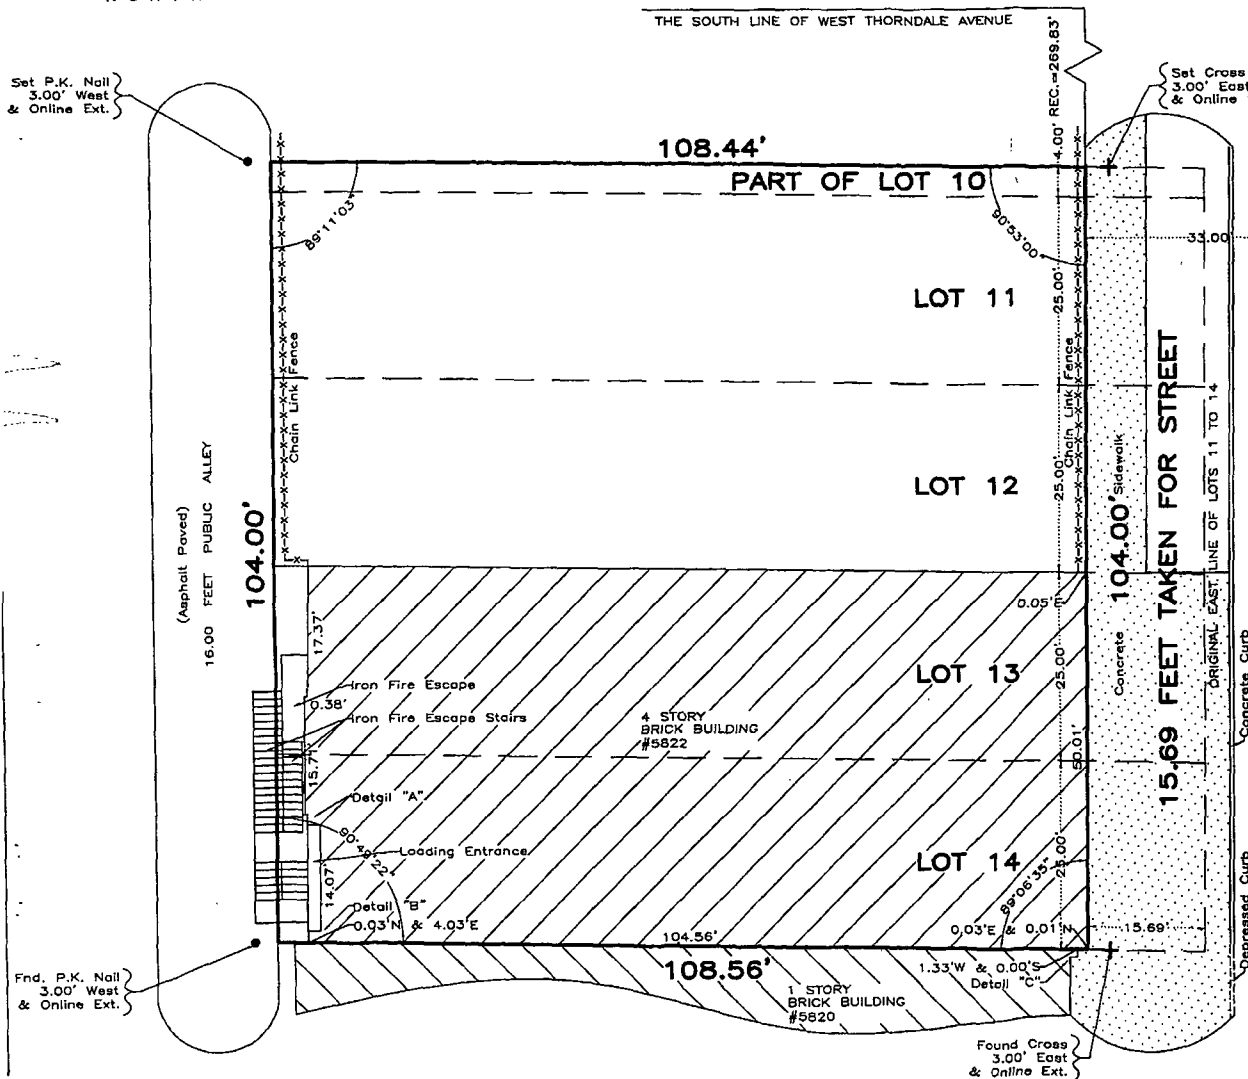 THE SOUTH LINE OF WEST THORNDALE AVENUE
4.00' REC.=269.83'
Set P.K. Nail
3.00' West
& Online Ext.
Set Cross
3.00' East
& Online
108.44'
PART OF LOT 10
89°11'03"
90°53'00"
33.00
LOT 11
25.00'
Chain Link Fence
Chain Link Fence
LOT 12
25.00'
(Asphalt Paved)
16.00 FEET PUBLIC ALLEY
104.00'
104.00'
Concrete Sidewalk
15.69 FEET TAKEN FOR STREET
ORIGINAL EAST LINE OF LOTS 11 TO 14
Concrete Curb
Depressed Curb
0.05'E
17.37'
LOT 13
25.00'
Iron Fire Escape
0.38'
Iron Fire Escape Stairs
4 STORY
BRICK BUILDING
#5822
50.01'
15.71'
Detail "A"
90°49'22"
Loading Entrance
LOT 14
25.00'
89°06'35"
14.07'
Detail "B"
0.03'N & 4.03'E
104.56'
0.03'E & 0.01'N
15.69'
108.56'
1.33'W & 0.00'S
Detail "C"
1 STORY
BRICK BUILDING
#5820
Fnd. P.K. Nail
3.00' West
& Online Ext.
Found Cross
3.00' East
& Online Ext.